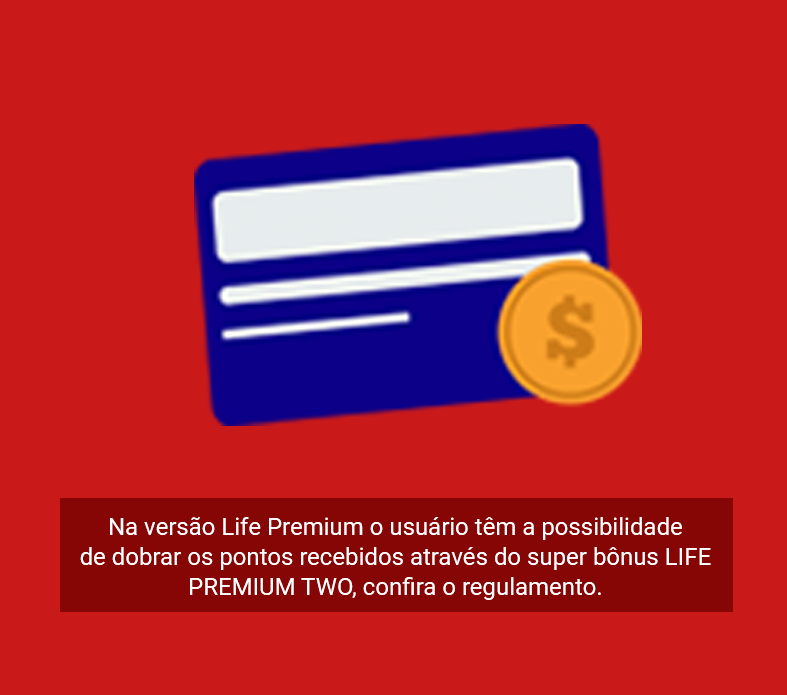 Na versão Life Premium o usuário têm a possibilidade
de dobrar os pontos recebidos através do super bônus LIFE
PREMIUM TWO, confira o regulamento.
$